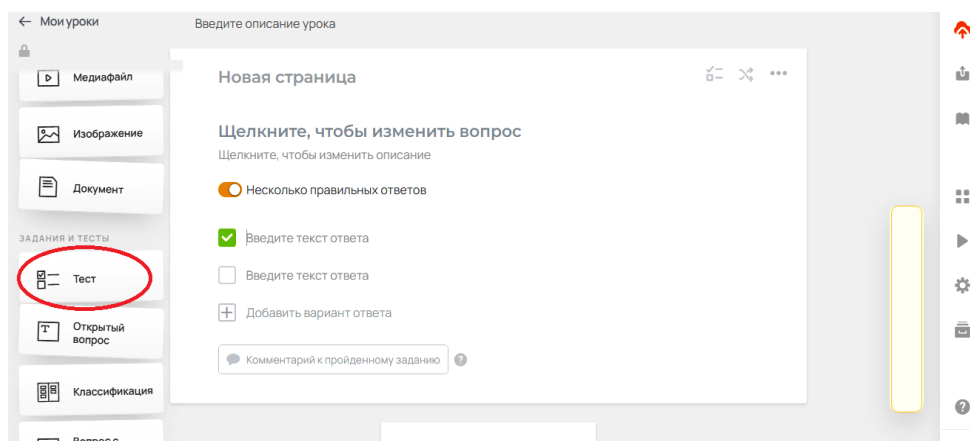 Мои уроки
Введите описание урока
Медиафайл
Новая страница
Изображение
Щелкните, чтобы изменить вопрос
Щелкните, чтобы изменить описание
Документ
Несколько правильных ответов
ЗАДАНИЯ И ТЕСТЫ
Введите текст ответа
Тест
Введите текст ответа
Добавить вариант ответа
Открытый
вопрос
Комментарий к пройденному заданию
Классификация
Вопрос с